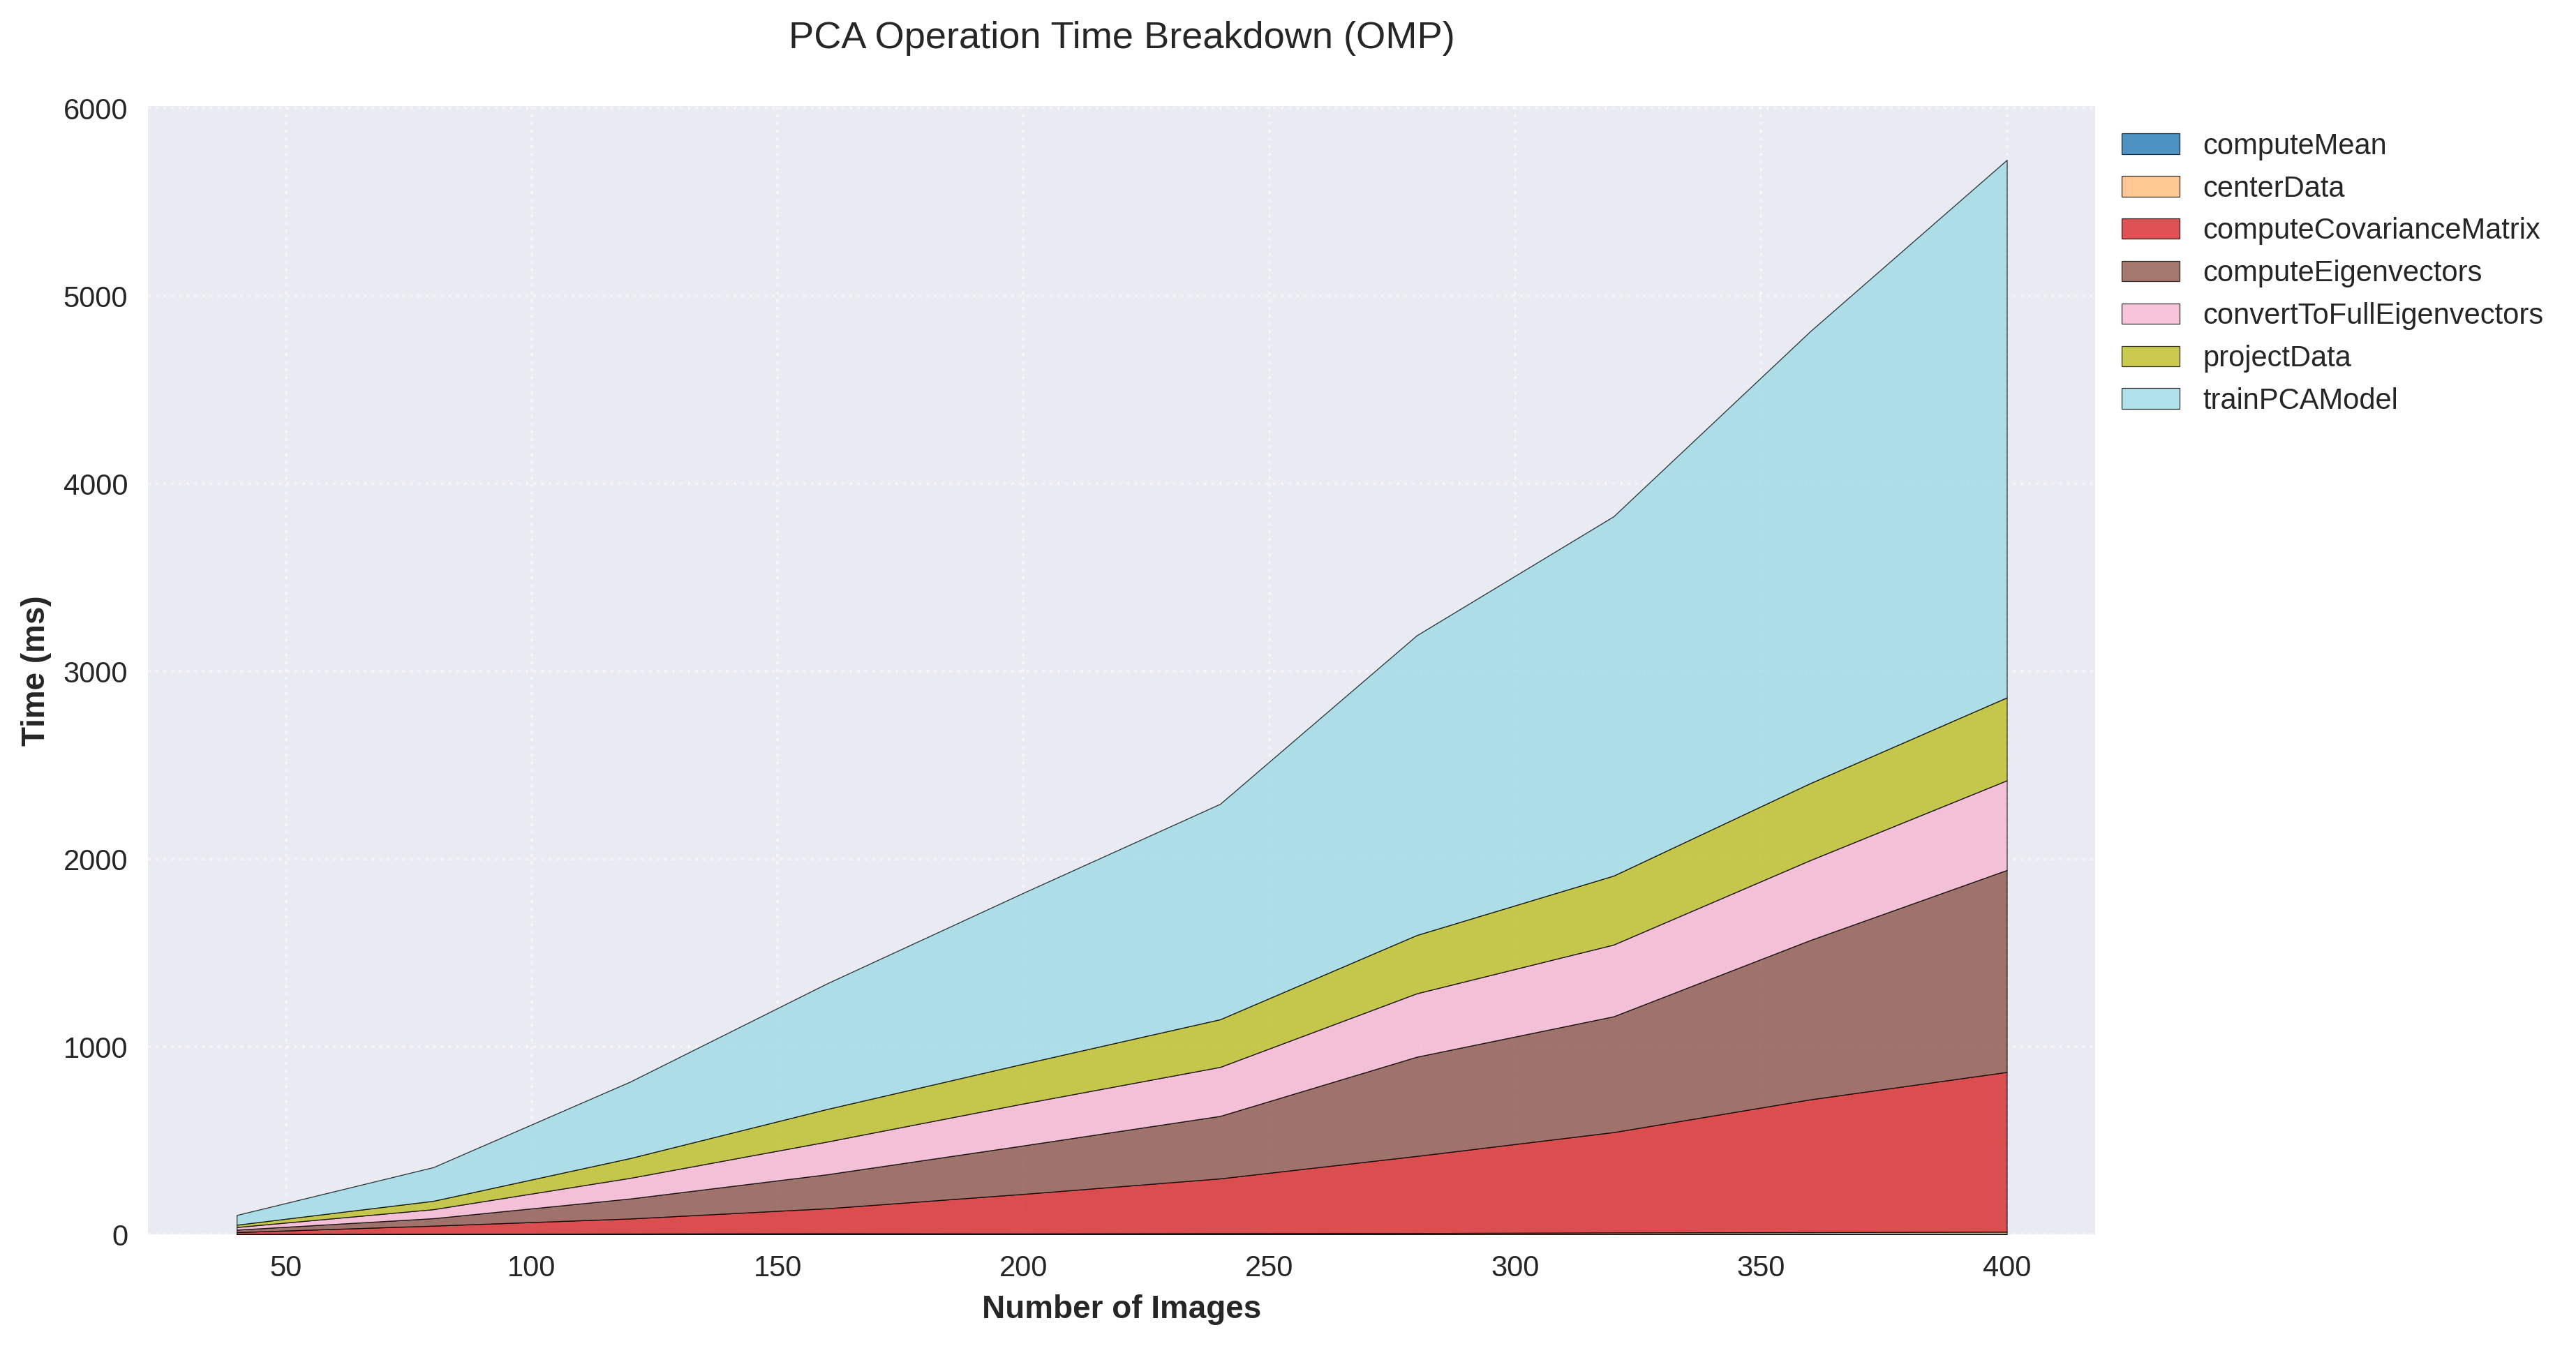 PCA Operation Time Breakdown (OMP)
6000
5000
4000
3000
2000
1000
0
Time (ms)
50 100 150 200 250 300 350 400
Number of Images
computeMean
centerData
computeCovarianceMatrix
computeEigenvectors
convertToFullEigenvectors
projectData
trainPCAModel